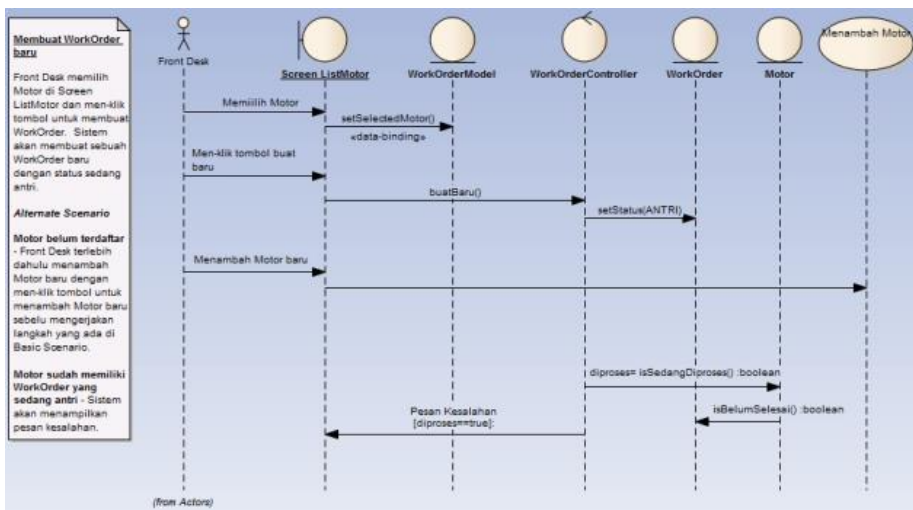 Membuat WorkOrder
baru
Front Desk memilih
Motor di Screen
ListMotor dan men-klik
tombol untuk membuat
WorkOrder. Sistem
akan membuat sebuah
WorkOrder baru
dengan status sedang
antri.
Alternate Scenario
Motor belum terdaftar
- Front Desk terlebih
dahulu menambah
Motor baru dengan
men-klik tombol untuk
menambah Motor baru
sebelu mengerjakan
langkah yang ada di
Basic Scenario.
Motor sudah memiliki
WorkOrder yang
sedang antri - Sistem
akan menampilkan
pesan kesalahan.
Front Desk
Screen ListMotor
WorkOrderModel
WorkOrderController
WorkOrder
Motor
Menambah Motor
Memiilih Motor
setSelectedMotor()
«data-binding»
Men-klik tombol buat
baru
buatBaru()
setStatus(ANTRI)
Menambah Motor baru
diproses= isSedangDiproses() :boolean
isBelumSelesai() :boolean
Pesan Kesalahan
[diproses==true]:
(from Actors)